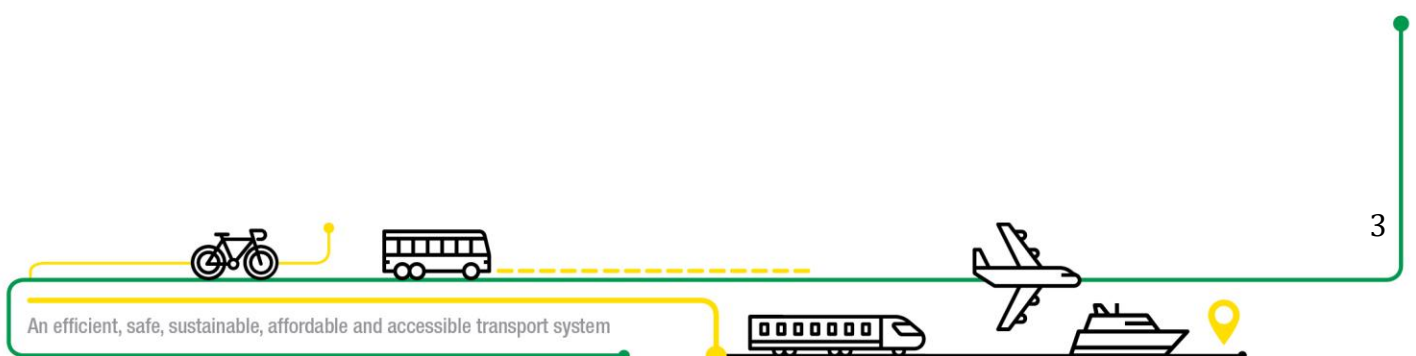 3
An efficient, safe, sustainable, affordable and accessible transport system